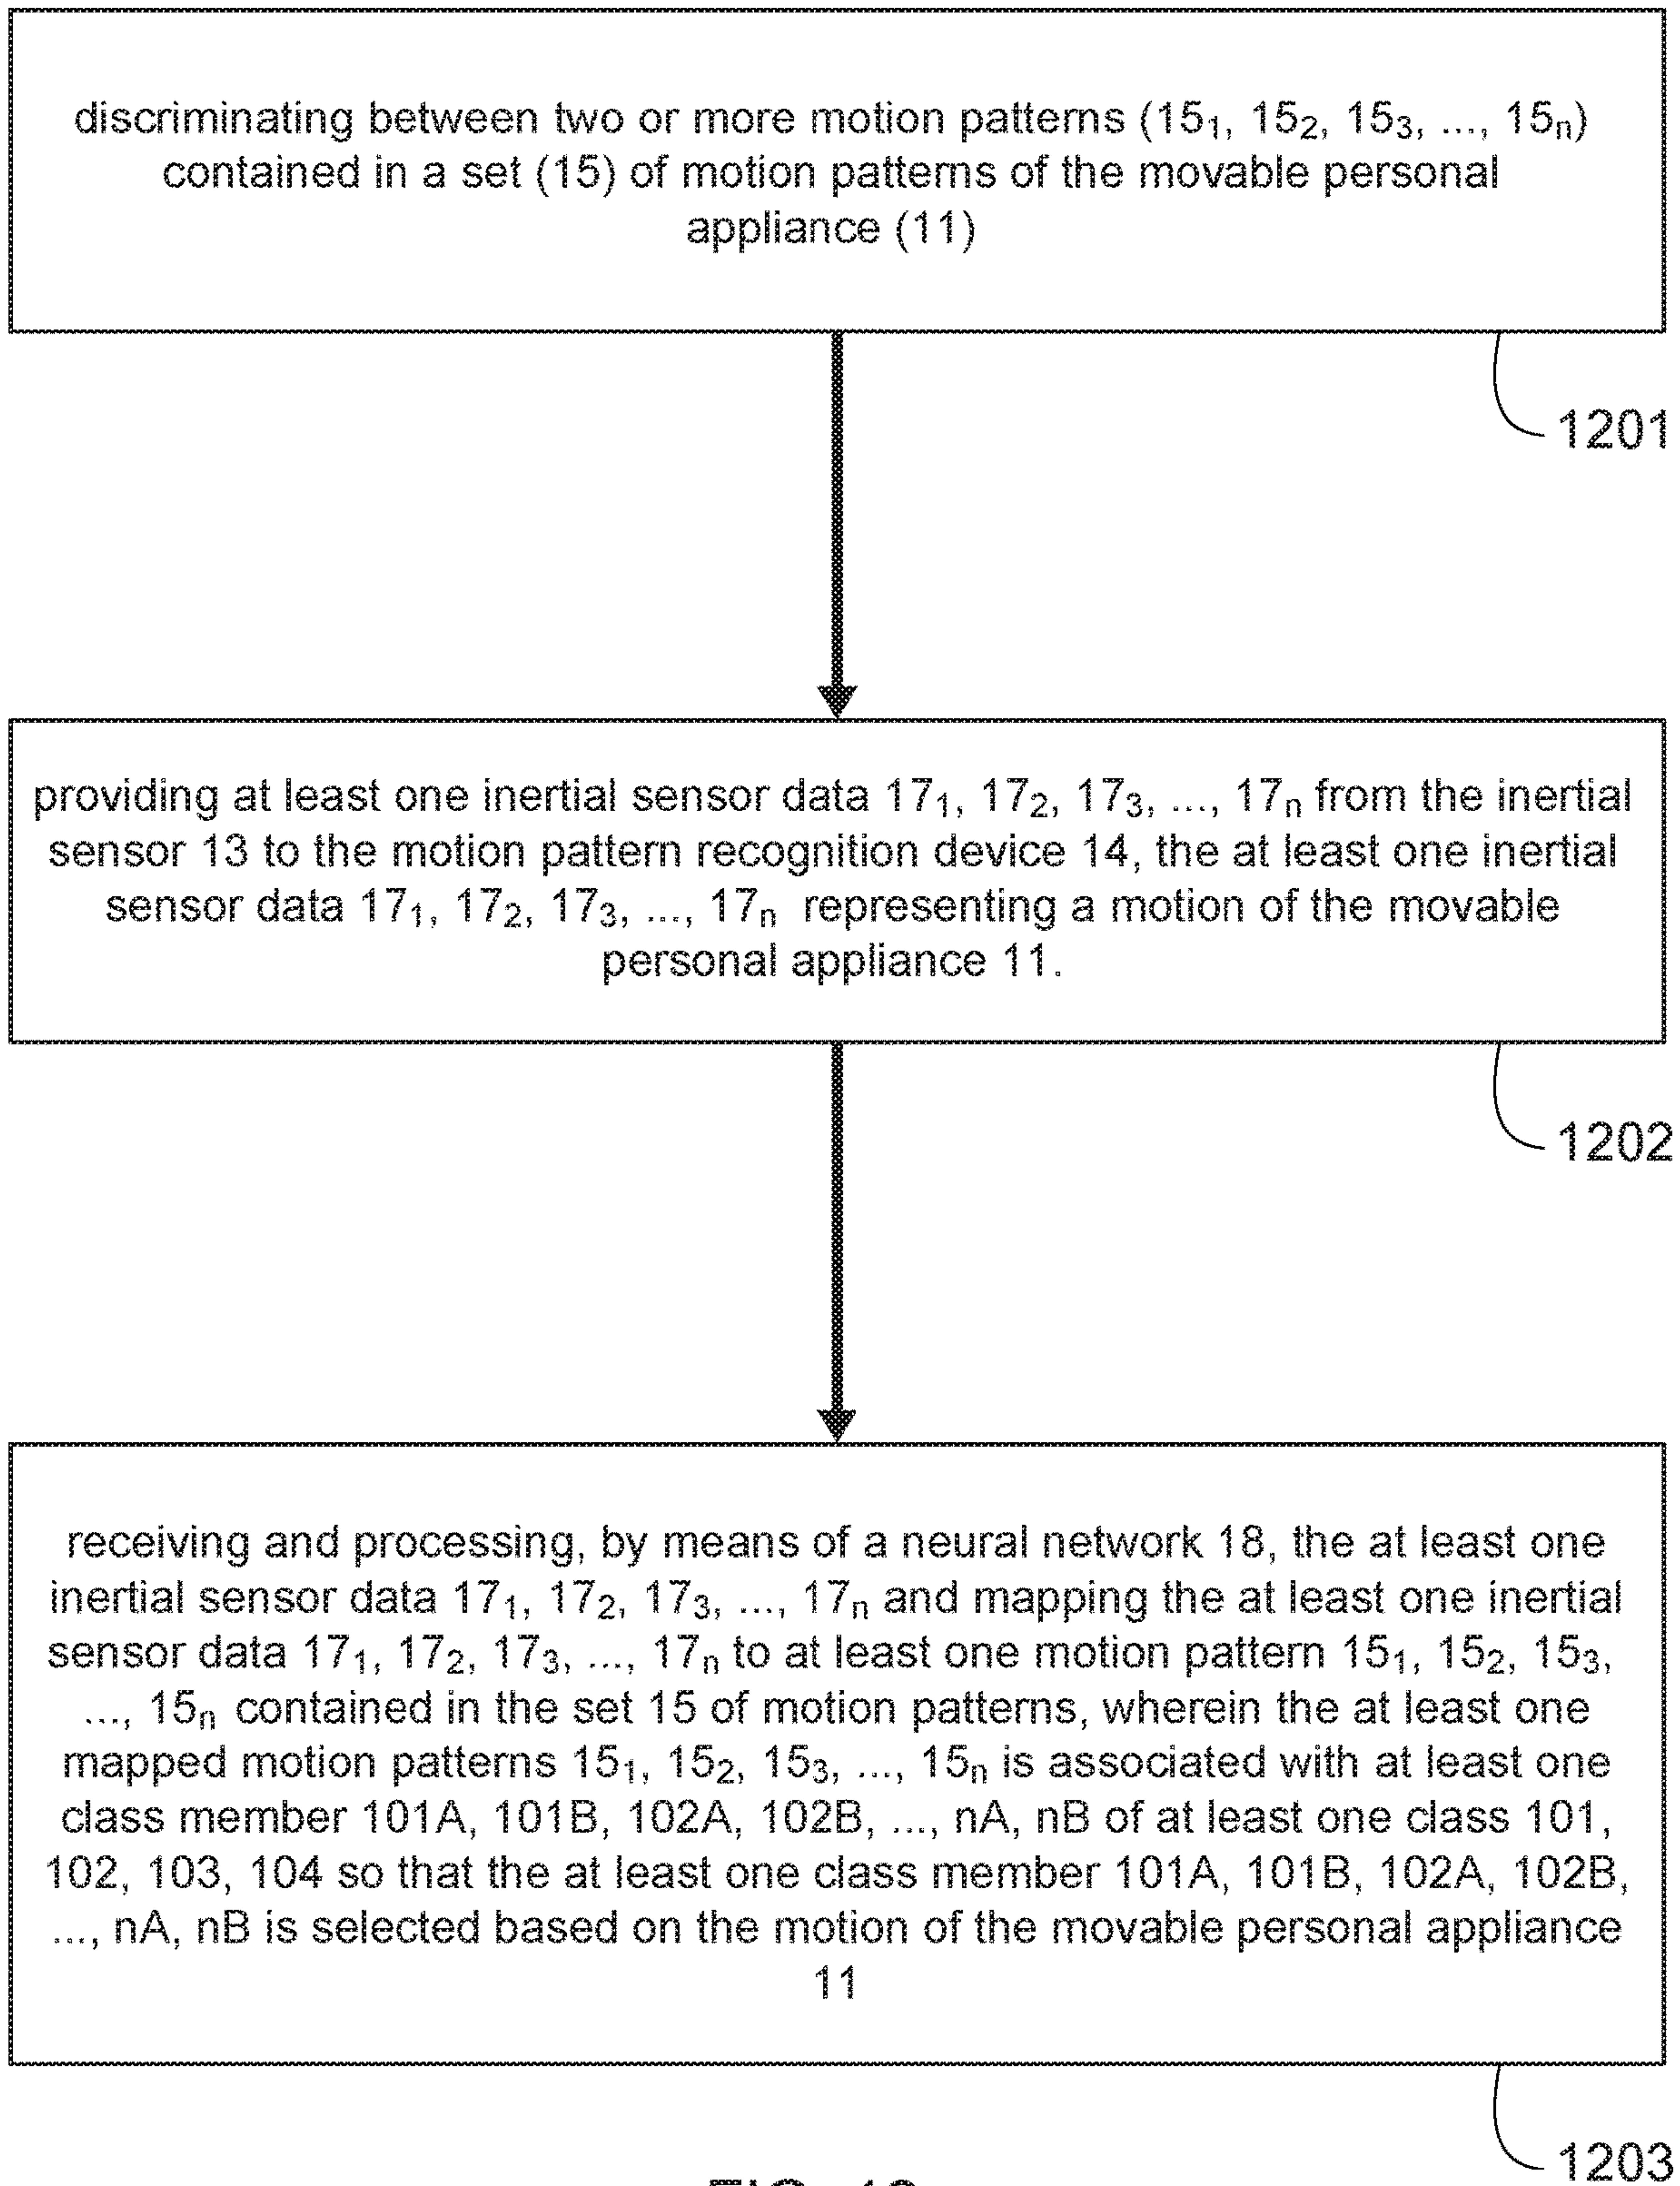 discriminating between two or more motion patterns (15₁, 15₂, 15₃, ..., 15ₙ)
contained in a set (15) of motion patterns of the movable personal
appliance (11)
1201
providing at least one inertial sensor data 17₁, 17₂, 17₃, ..., 17ₙ from the inertial
sensor 13 to the motion pattern recognition device 14, the at least one inertial
sensor data 17₁, 17₂, 17₃, ..., 17ₙ representing a motion of the movable
personal appliance 11.
1202
receiving and processing, by means of a neural network 18, the at least one
inertial sensor data 17₁, 17₂, 17₃, ..., 17ₙ and mapping the at least one inertial
sensor data 17₁, 17₂, 17₃, ..., 17ₙ to at least one motion pattern 15₁, 15₂, 15₃,
..., 15ₙ contained in the set 15 of motion patterns, wherein the at least one
mapped motion patterns 15₁, 15₂, 15₃, ..., 15ₙ is associated with at least one
class member 101A, 101B, 102A, 102B, ..., nA, nB of at least one class 101,
102, 103, 104 so that the at least one class member 101A, 101B, 102A, 102B,
..., nA, nB is selected based on the motion of the movable personal appliance
11
1203